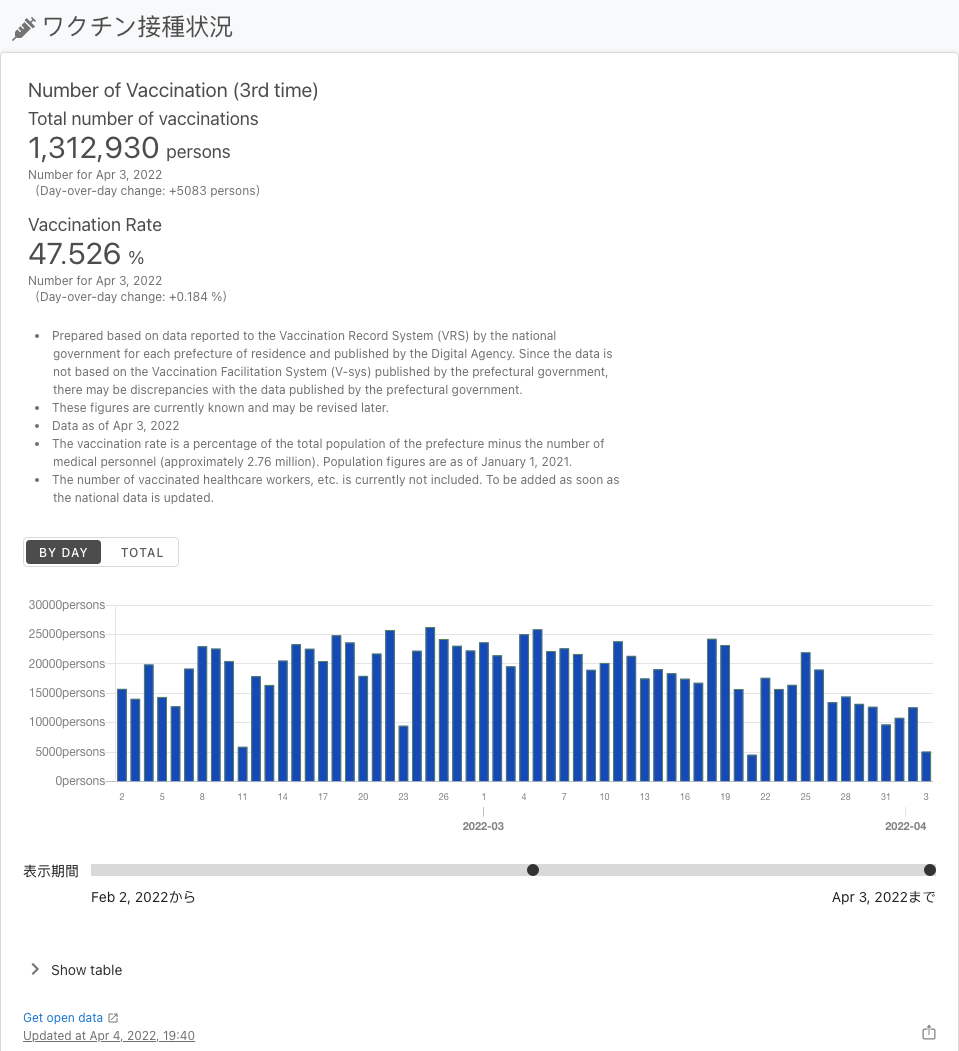 ワクチン接種状況
Number of Vaccination (3rd time)
Total number of vaccinations
1,312,930 persons
Number for Apr 3, 2022
(Day-over-day change: +5083 persons)
Vaccination Rate
47.526 %
Number for Apr 3, 2022
(Day-over-day change: +0.184 %)
• Prepared based on data reported to the Vaccination Record System (VRS) by the national
government for each prefecture of residence and published by the Digital Agency. Since the data is
not based on the Vaccination Facilitation System (V-sys) published by the prefectural government,
there may be discrepancies with the data published by the prefectural government.
• These figures are currently known and may be revised later.
• Data as of Apr 3, 2022
• The vaccination rate is a percentage of the total population of the prefecture minus the number of
medical personnel (approximately 2.76 million). Population figures are as of January 1, 2021.
• The number of vaccinated healthcare workers, etc. is currently not included. To be added as soon as
the national data is updated.
BY DAY TOTAL
30000persons
25000persons
20000persons
15000persons
10000persons
5000persons
0persons
2 5 8 11 14 17 20 23 26 1 4 7 10 13 16 19 22 25 28 31 3
2022-03 2022-04
表示期間
Feb 2, 2022から Apr 3, 2022まで
Show table
Get open data
Updated at Apr 4, 2022, 19:40